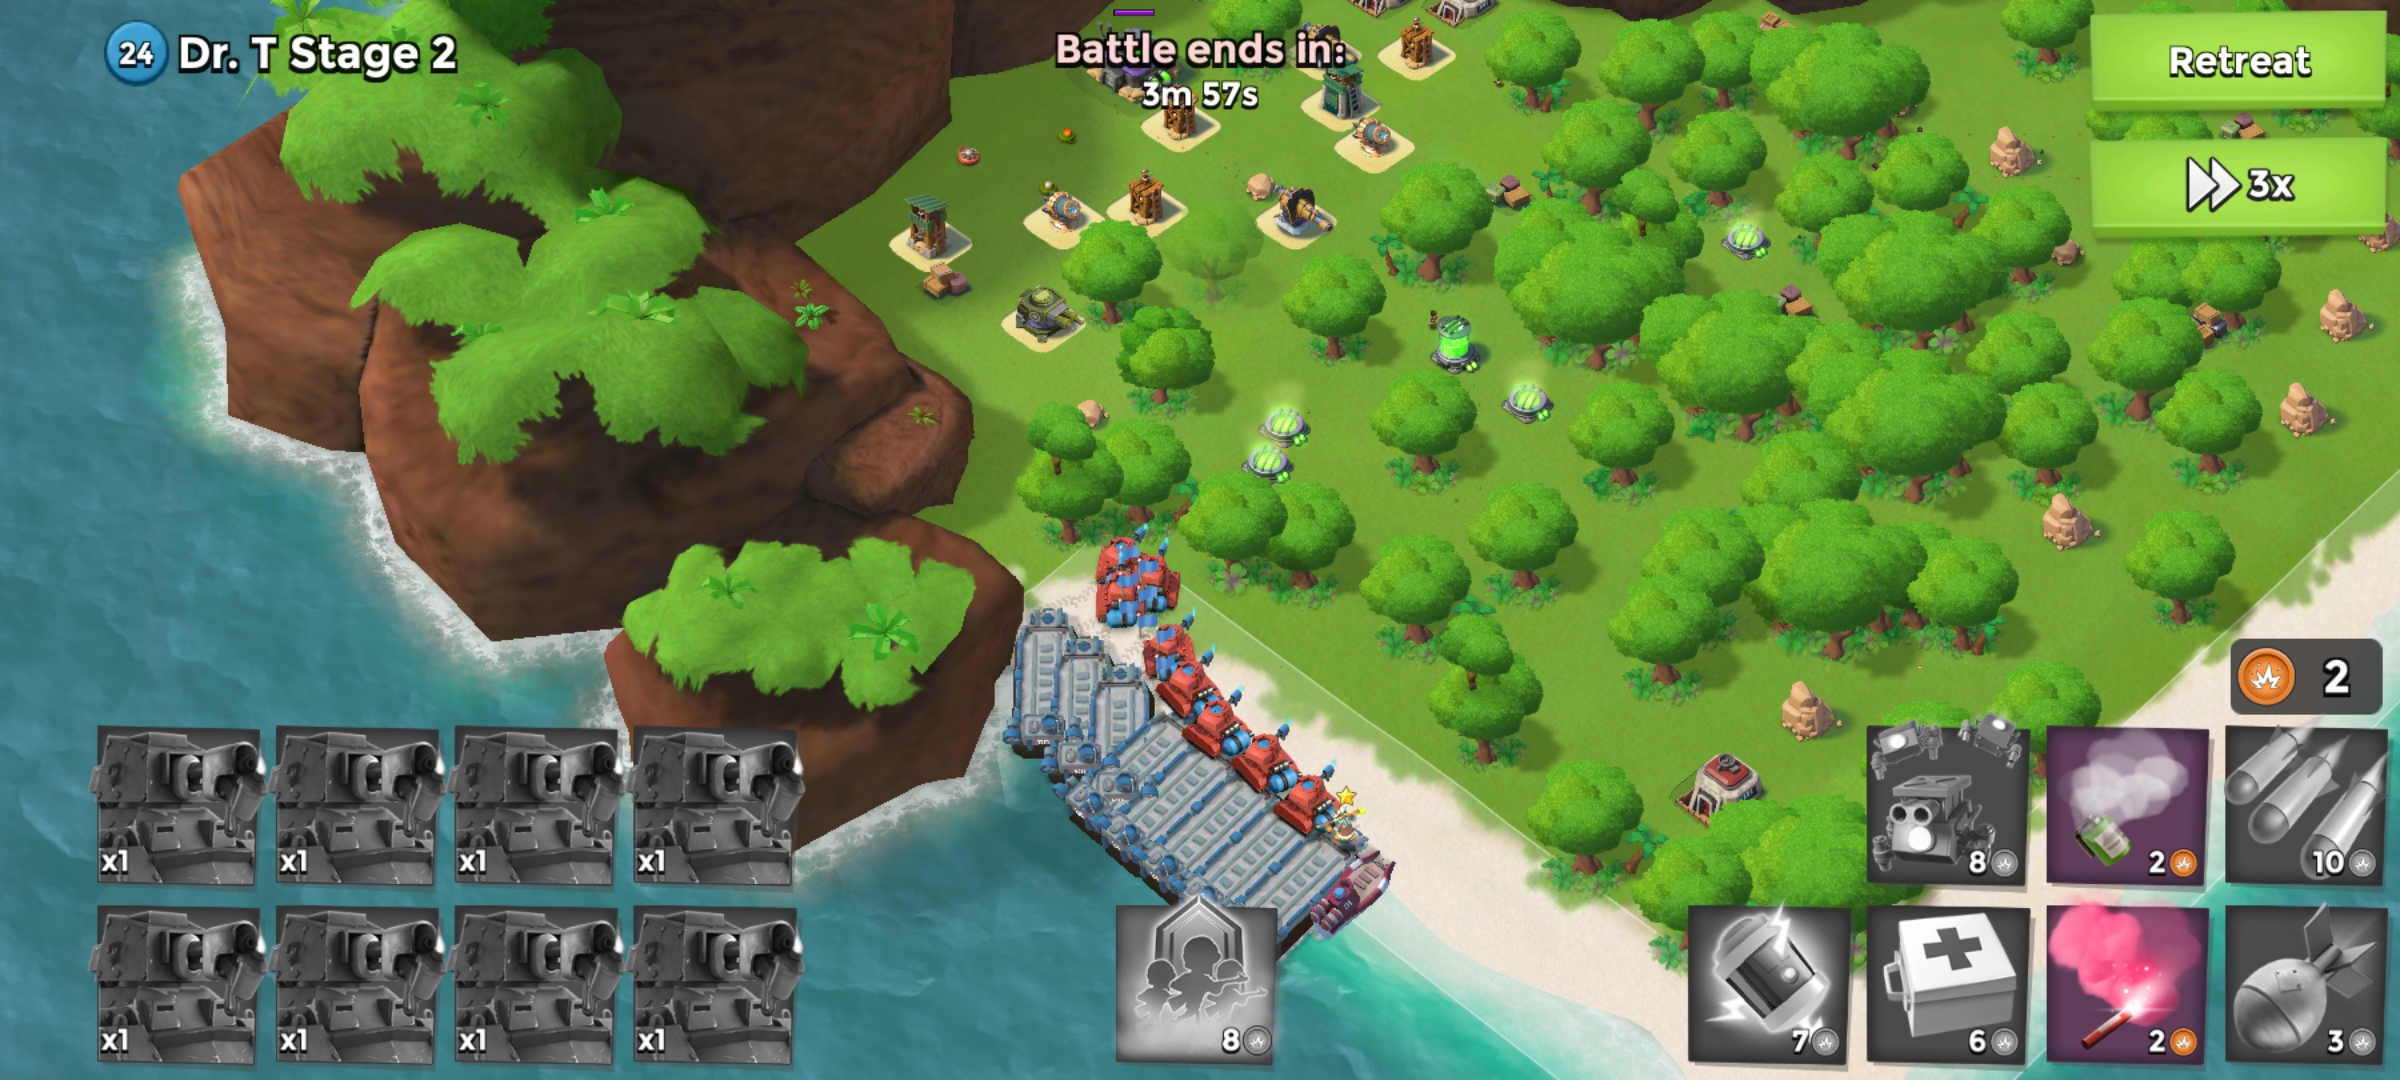 24 Dr. T Stage 2
Battle ends in:
3m 57s
Retreat
3x
2
x1 x1 x1 x1
8 2 10
x1 x1 x1 x1
8 7 6 2 3